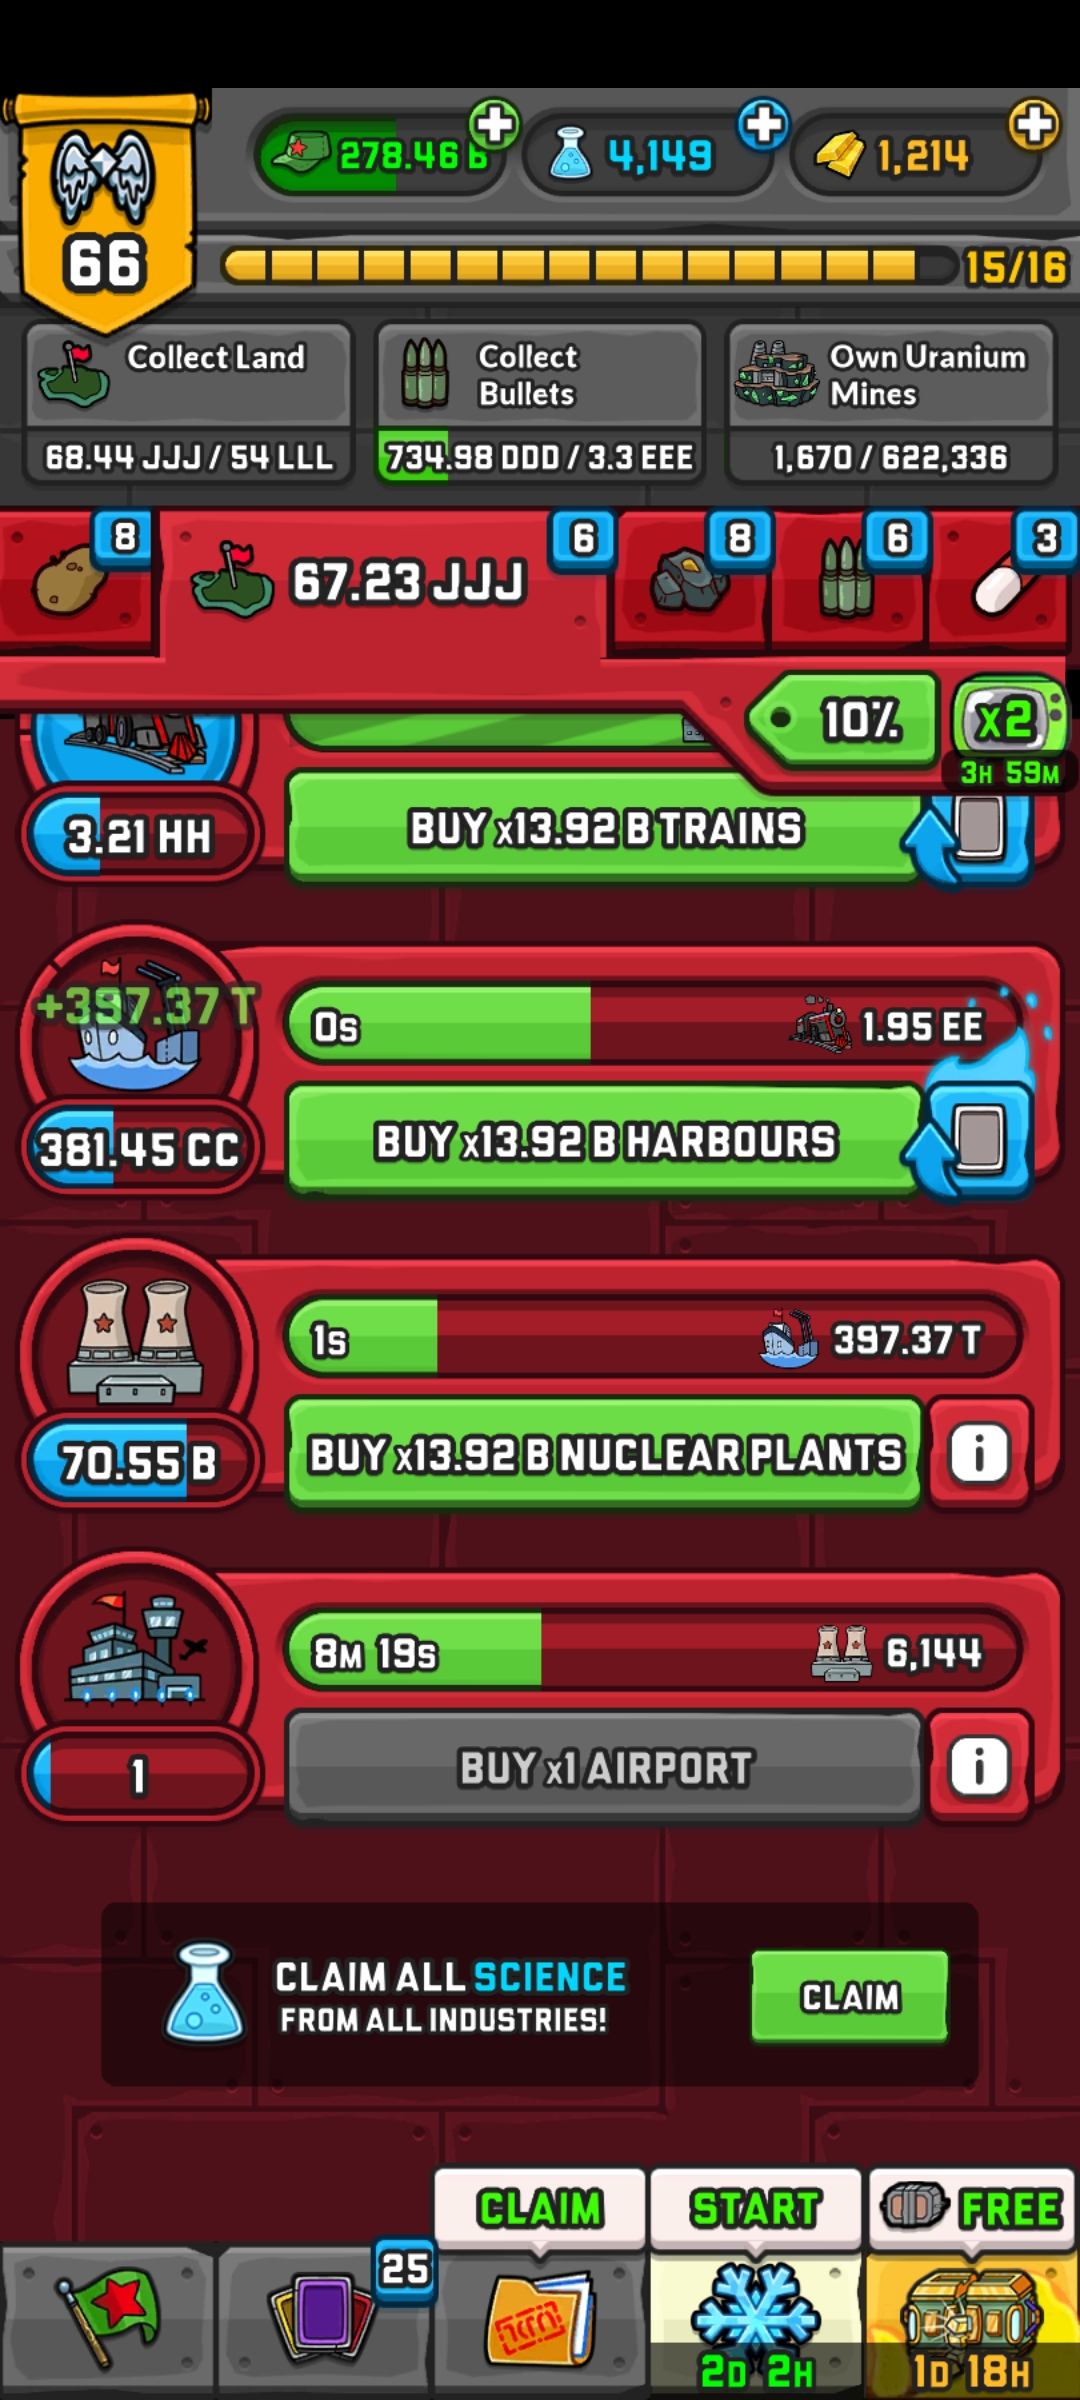 278.46 B
4,149
1,214
66
15/16
Collect Land
68.44 JJJ / 54 LLL
Collect
Bullets
734.98 DDD / 3.3 EEE
Own Uranium
Mines
1,670 / 622,336
8
67.23 JJJ
6
8
6
3
10%
x2
3H 59M
3.21 HH
BUY x13.92 B TRAINS
+397.37 T
0s
1.95 EE
381.45 CC
BUY x13.92 B HARBOURS
1s
397.37 T
70.55 B
BUY x13.92 B NUCLEAR PLANTS
i
8M 19s
6,144
1
BUY x1 AIRPORT
i
CLAIM ALL SCIENCE
FROM ALL INDUSTRIES!
CLAIM
CLAIM
START
FREE
25
2D 2H
1D 18H